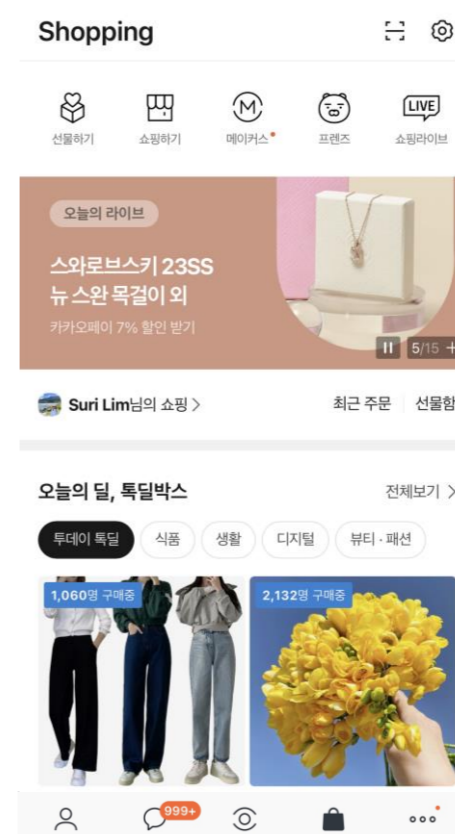 Shopping
선물하기
쇼핑하기
메이커스
프렌즈
LIVE
쇼핑라이브
오늘의 라이브
스와로브스키 23SS
뉴 스완 목걸이 외
카카오페이 7% 할인 받기
5/15 +
Suri Lim님의 쇼핑 >
최근 주문
선물함
오늘의 딜, 톡딜박스
전체보기 >
투데이 톡딜
식품
생활
디지털
뷰티 · 패션
1,060명 구매중
2,132명 구매중
999+